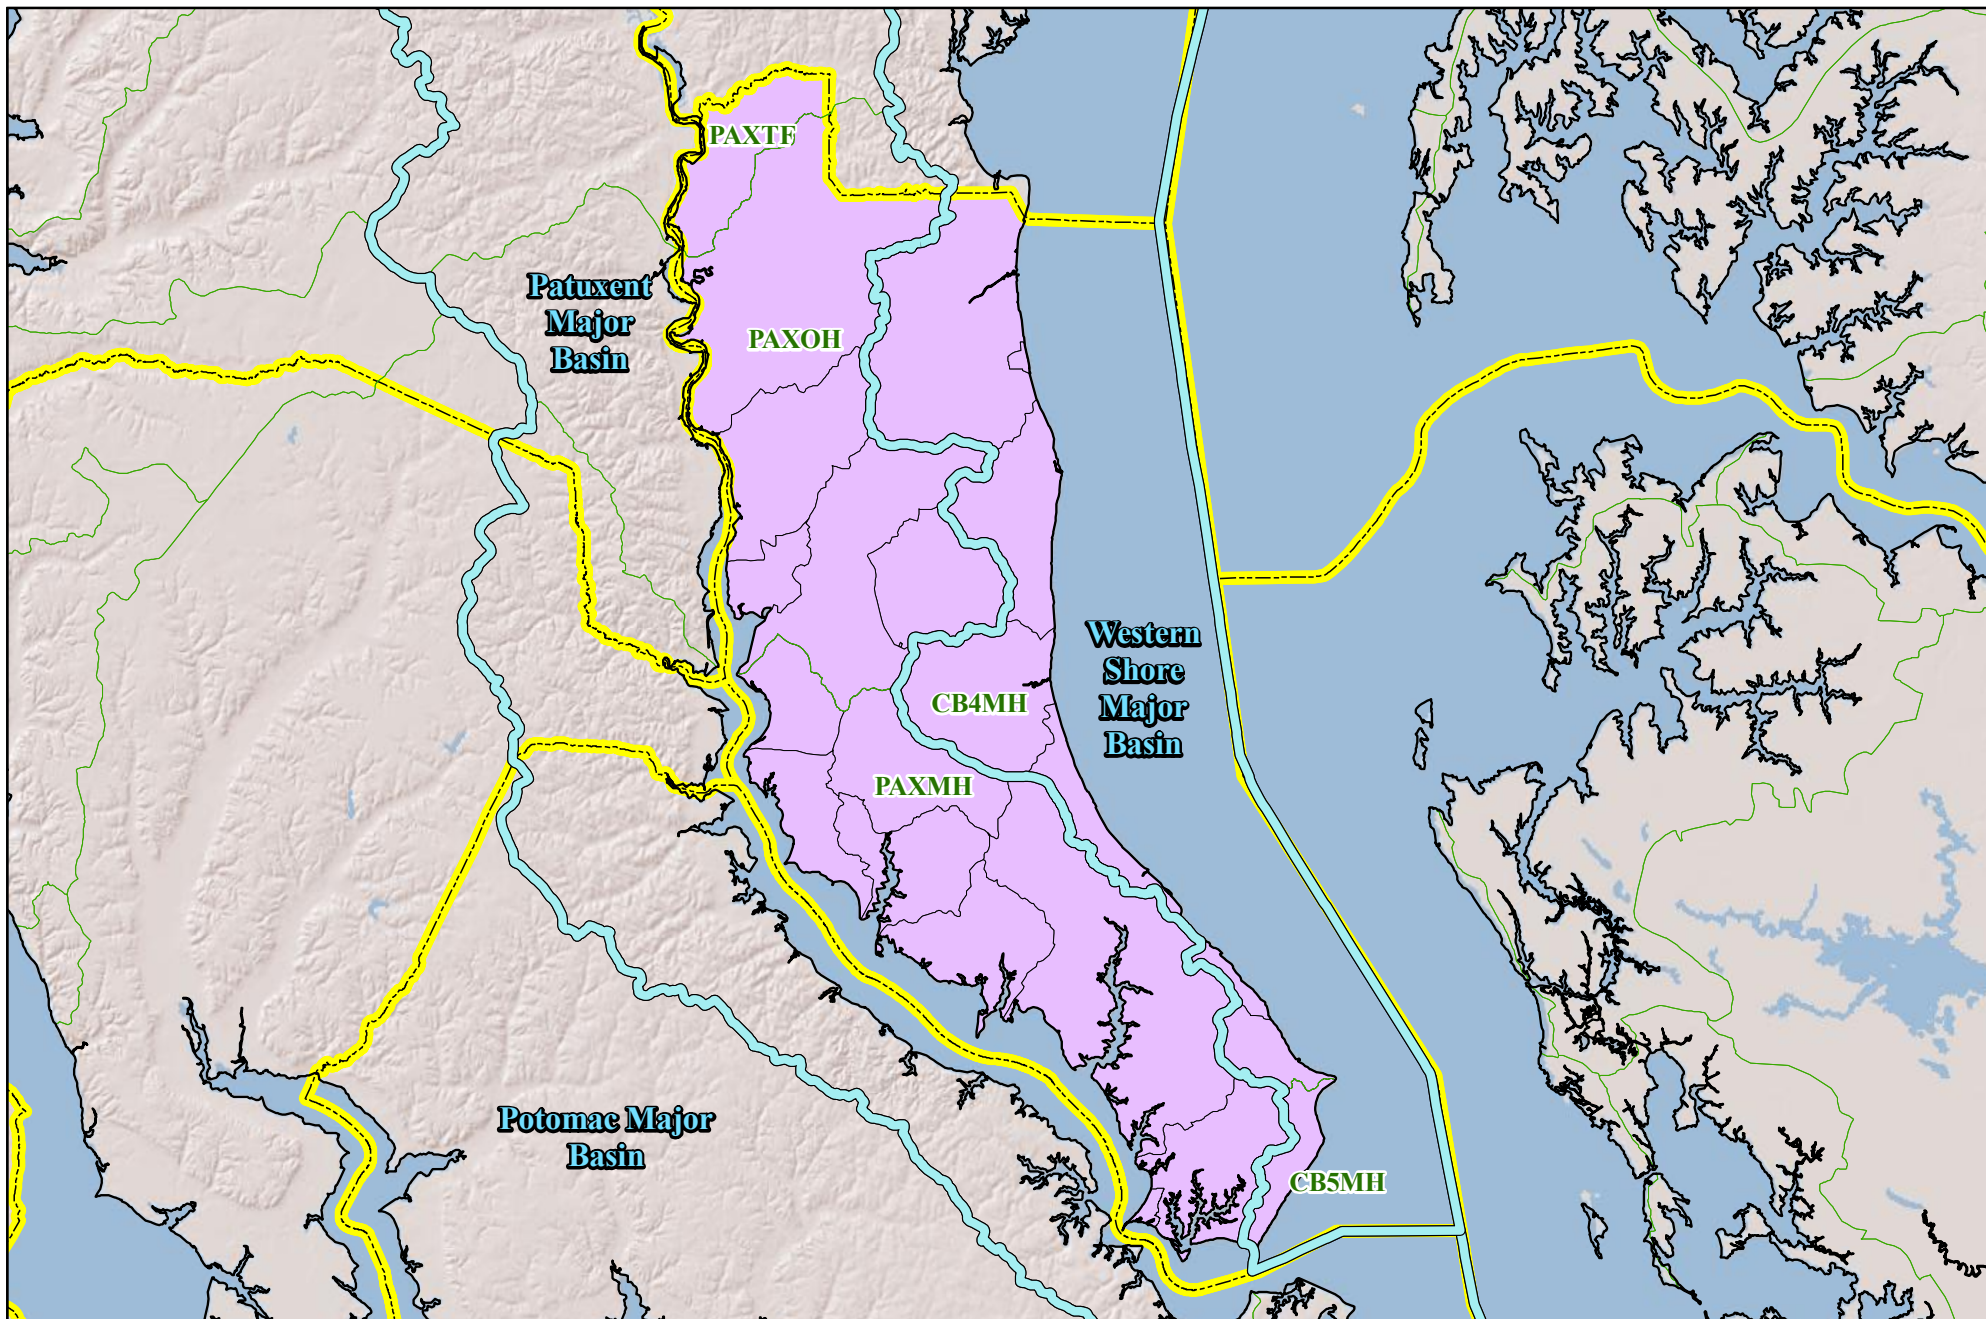 PAXTF
Patuxent
Major
Basin
PAXOH
Western
Shore
Major
Basin
CB4MH
PAXMH
Potomac Major
Basin
CB5MH